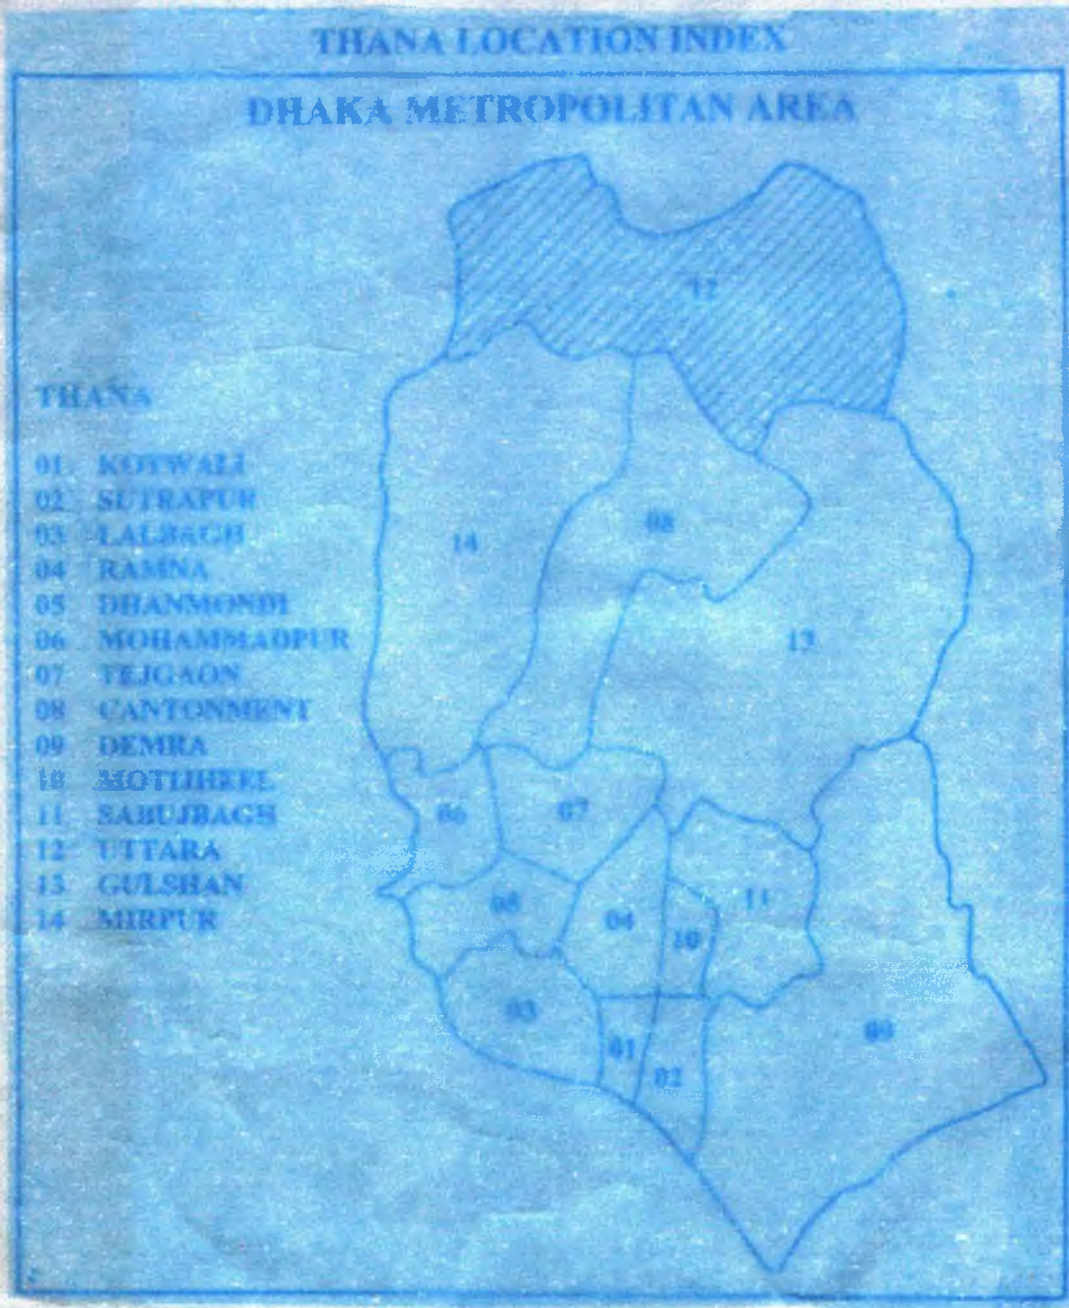 THANA LOCATION INDEX
DHAKA METROPOLITAN AREA
12
THANA
01 KOTWALI
02 SUTRAPUR
03 LALBAGH
04 RAMNA
05 DHANMONDI
06 MOHAMMADPUR
07 TEJGAON
08 CANTONMENT
09 DEMRA
10 MOTIJHEEL
11 SABUJBAGH
12 UTTARA
13 GULSHAN
14 MIRPUR
08
14
13
06
07
05
04
11
10
03
01
09
02